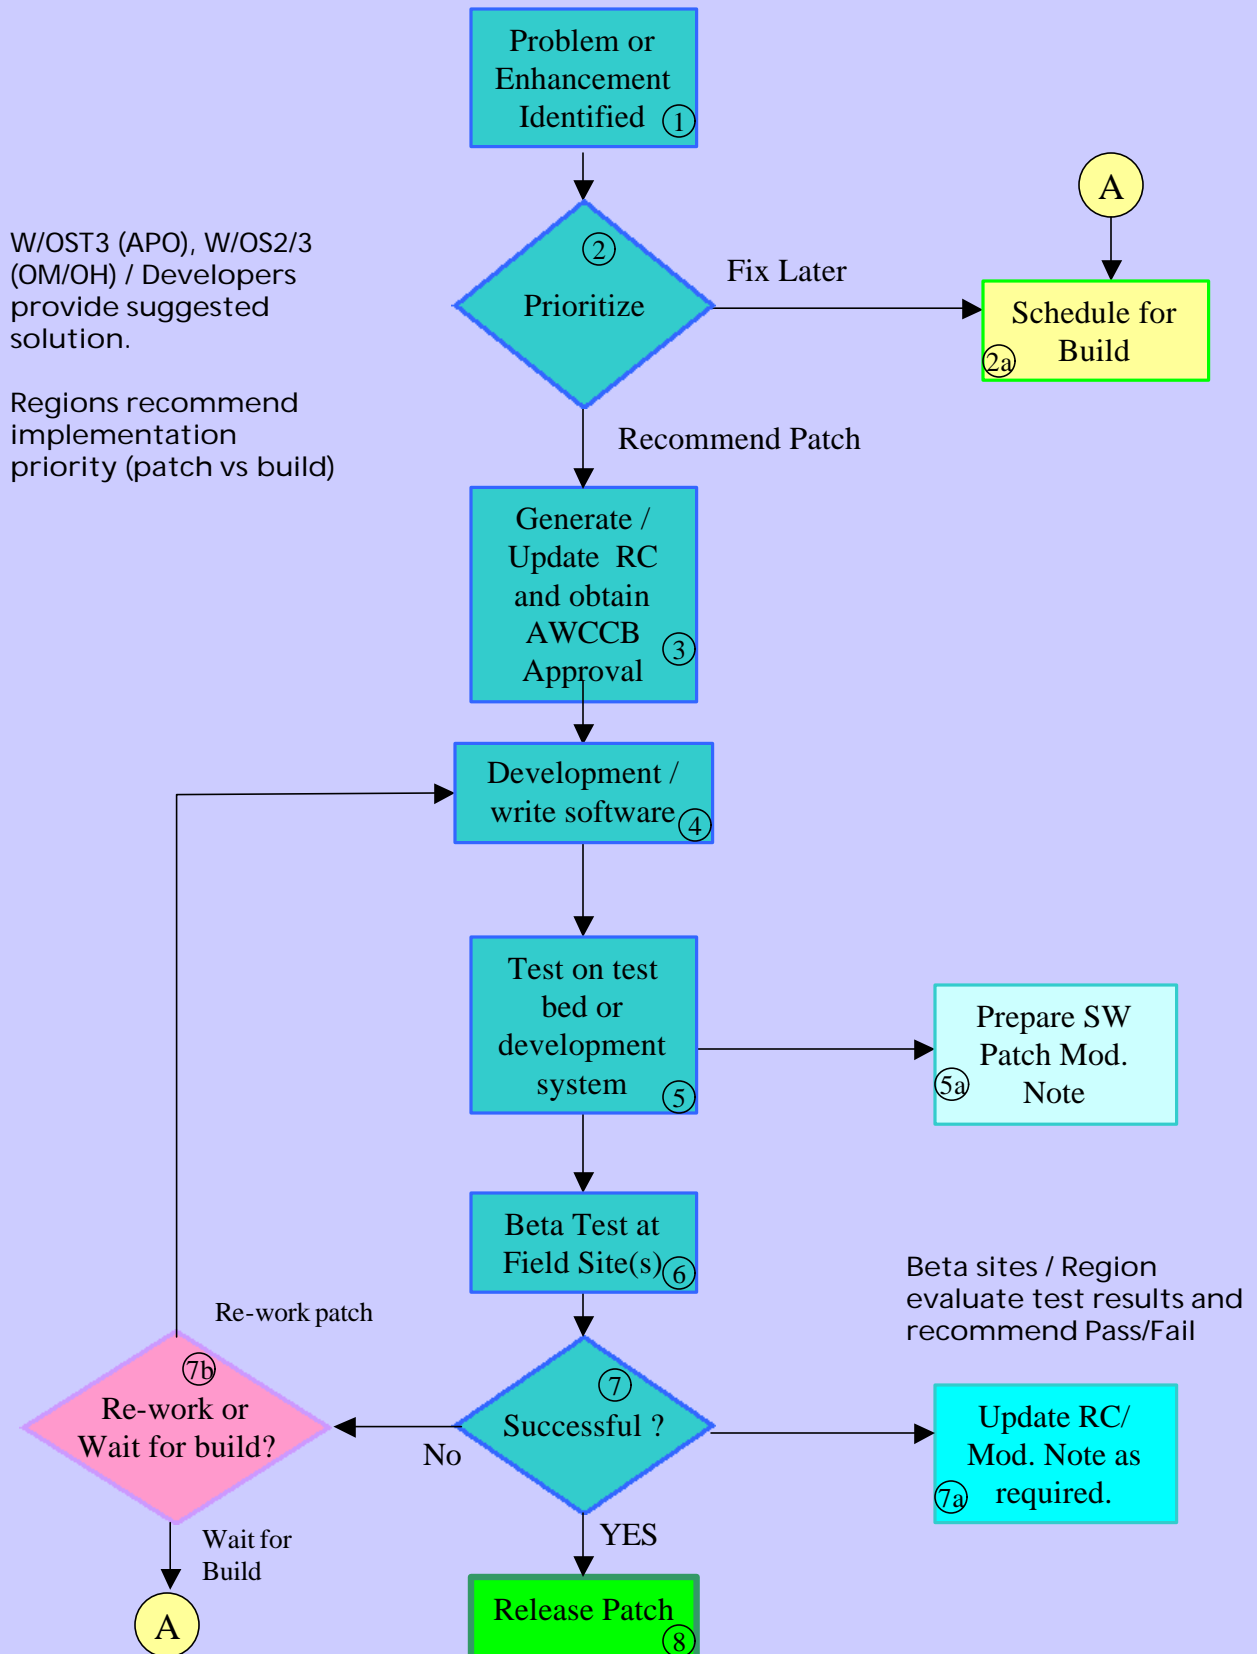 Problem or
Enhancement
Identified 1
A
W/OST3 (APO), W/OS2/3
(OM/OH) / Developers
provide suggested
solution.
Regions recommend
implementation
priority (patch vs build)
2
Prioritize
Fix Later
Schedule for
Build
2a
Recommend Patch
Generate /
Update RC
and obtain
AWCCB
Approval
3
Development /
write software
4
Test on test
bed or
development
system
5
Prepare SW
Patch Mod.
Note
5a
Beta Test at
Field Site(s)
6
Beta sites / Region
evaluate test results and
recommend Pass/Fail
Re-work patch
7b
Re-work or
Wait for build?
No
7
Successful ?
Update RC/
Mod. Note as
required.
7a
Wait for
Build
YES
A
Release Patch
8